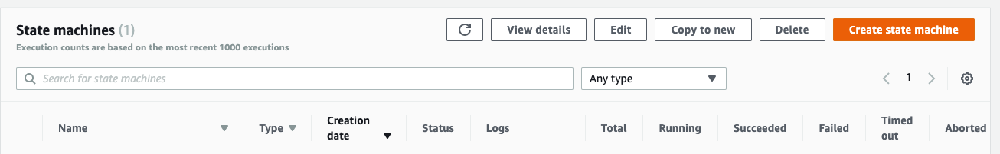 State machines (1)
View details
Edit
Copy to new
Delete
Create state machine
Execution counts are based on the most recent 1000 executions
Search for state machines
Any type
1
Name
Type
Creation
date
Status
Logs
Total
Running
Succeeded
Failed
Timed
out
Aborted